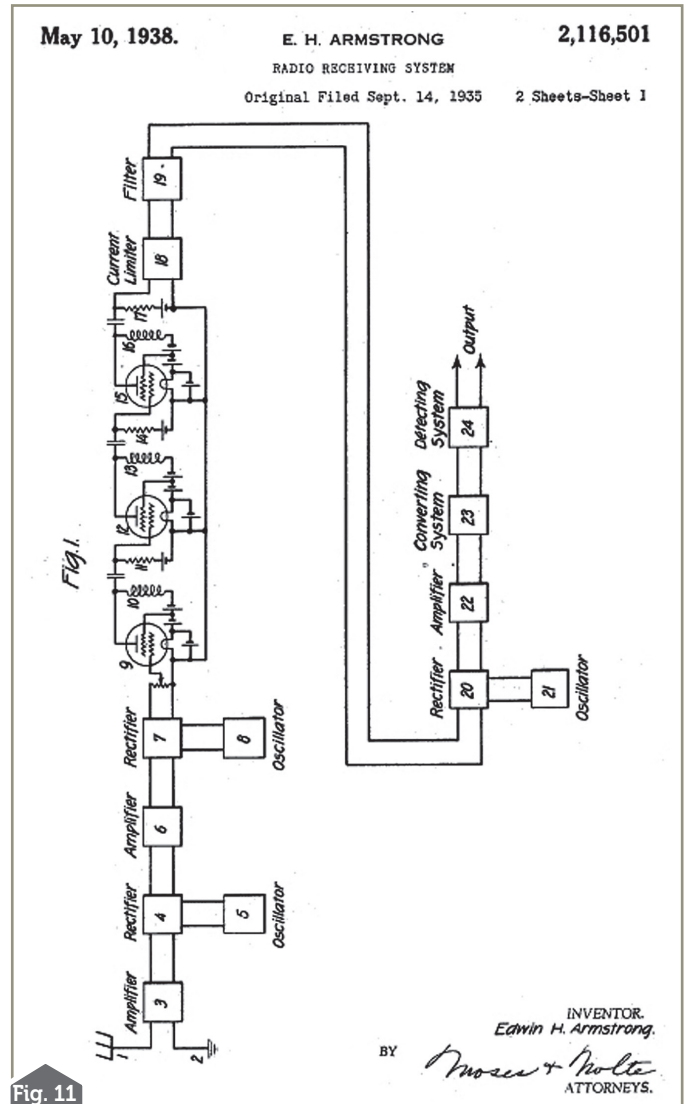 May 10, 1938.
E. H. ARMSTRONG
2,116,501
RADIO RECEIVING SYSTEM
Original Filed Sept. 14, 1935
2 Sheets-Sheet 1
Fig.1.
1
2
Amplifier
3
Rectifier
4
5
Oscillator
Amplifier
6
Rectifier
7
8
Oscillator
9
10
11
12
13
14
15
16
17
Current
Limiter
18
Filter
19
Rectifier
20
21
Oscillator
Amplifier
22
Converting
System
23
Detecting
System
24
Output
INVENTOR.
Edwin H. Armstrong.
BY
Moses & Nolte
ATTORNEYS.
Fig. 11